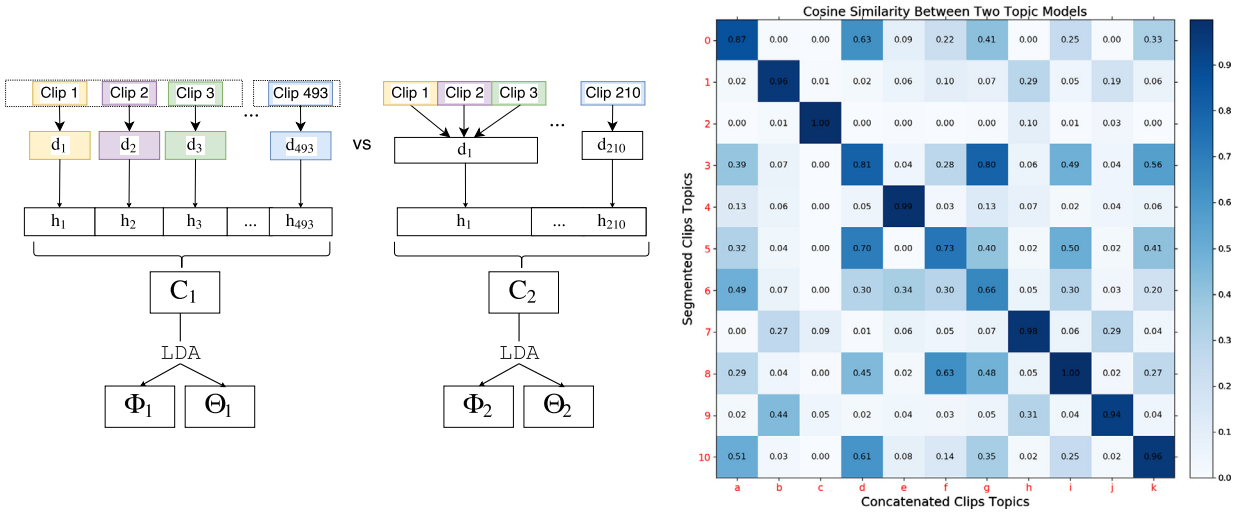 Clip 1 Clip 2 Clip 3 Clip 493
...
d1 d2 d3 d493
h1 h2 h3 ... h493
C1
LDA
Φ1 Θ1
vs
Clip 1 Clip 2 Clip 3 Clip 210
...
d1 d210
h1 ... h210
C2
LDA
Φ2 Θ2
Cosine Similarity Between Two Topic Models
Segmented Clips Topics
0 0.87 0.00 0.00 0.63 0.09 0.22 0.41 0.00 0.25 0.00 0.33
1 0.02 0.96 0.01 0.02 0.06 0.10 0.07 0.29 0.05 0.19 0.06
2 0.00 0.01 1.00 0.00 0.00 0.00 0.00 0.10 0.01 0.03 0.00
3 0.39 0.07 0.00 0.81 0.04 0.28 0.80 0.06 0.49 0.04 0.56
4 0.13 0.06 0.00 0.05 0.99 0.03 0.13 0.07 0.02 0.04 0.06
5 0.32 0.04 0.00 0.70 0.00 0.73 0.40 0.02 0.50 0.02 0.41
6 0.49 0.07 0.00 0.30 0.34 0.30 0.66 0.05 0.30 0.03 0.20
7 0.00 0.27 0.09 0.01 0.06 0.05 0.07 0.98 0.06 0.29 0.04
8 0.29 0.04 0.00 0.45 0.02 0.63 0.48 0.05 1.00 0.02 0.27
9 0.02 0.44 0.05 0.02 0.04 0.03 0.05 0.31 0.04 0.94 0.04
10 0.51 0.03 0.00 0.61 0.08 0.14 0.35 0.02 0.25 0.02 0.96
a b c d e f g h i j k
Concatenated Clips Topics
0.9
0.8
0.7
0.6
0.5
0.4
0.3
0.2
0.1
0.0